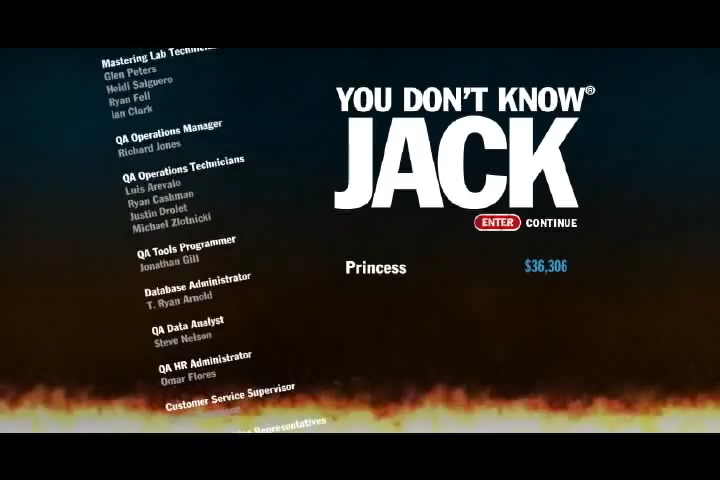 Mastering Lab Technicians
Glen Peters
Heidi Salguero
Ryan Fell
Ian Clark
QA Operations Manager
Richard Jones
QA Operations Technicians
Luis Arevalo
Ryan Cashman
Justin Drolet
Michael Zlotnicki
QA Tools Programmer
Jonathan Gill
Database Administrator
T. Ryan Arnold
QA Data Analyst
Steve Nelson
QA HR Administrator
Omar Flores
Customer Service Supervisor
Representatives
YOU DON'T KNOW®
JACK
ENTER CONTINUE
Princess $36,306